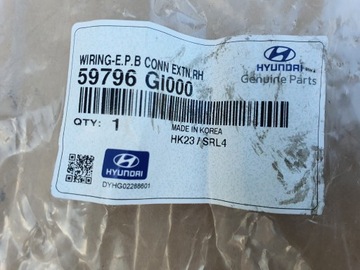 WIRING-E.P.B CONN EXTN,RH
59796 GI000
HYUNDAI
Genuine Parts
QTY: 1
MADE IN KOREA
HK23 / SRL4
HYUNDAI
DYHG02288601